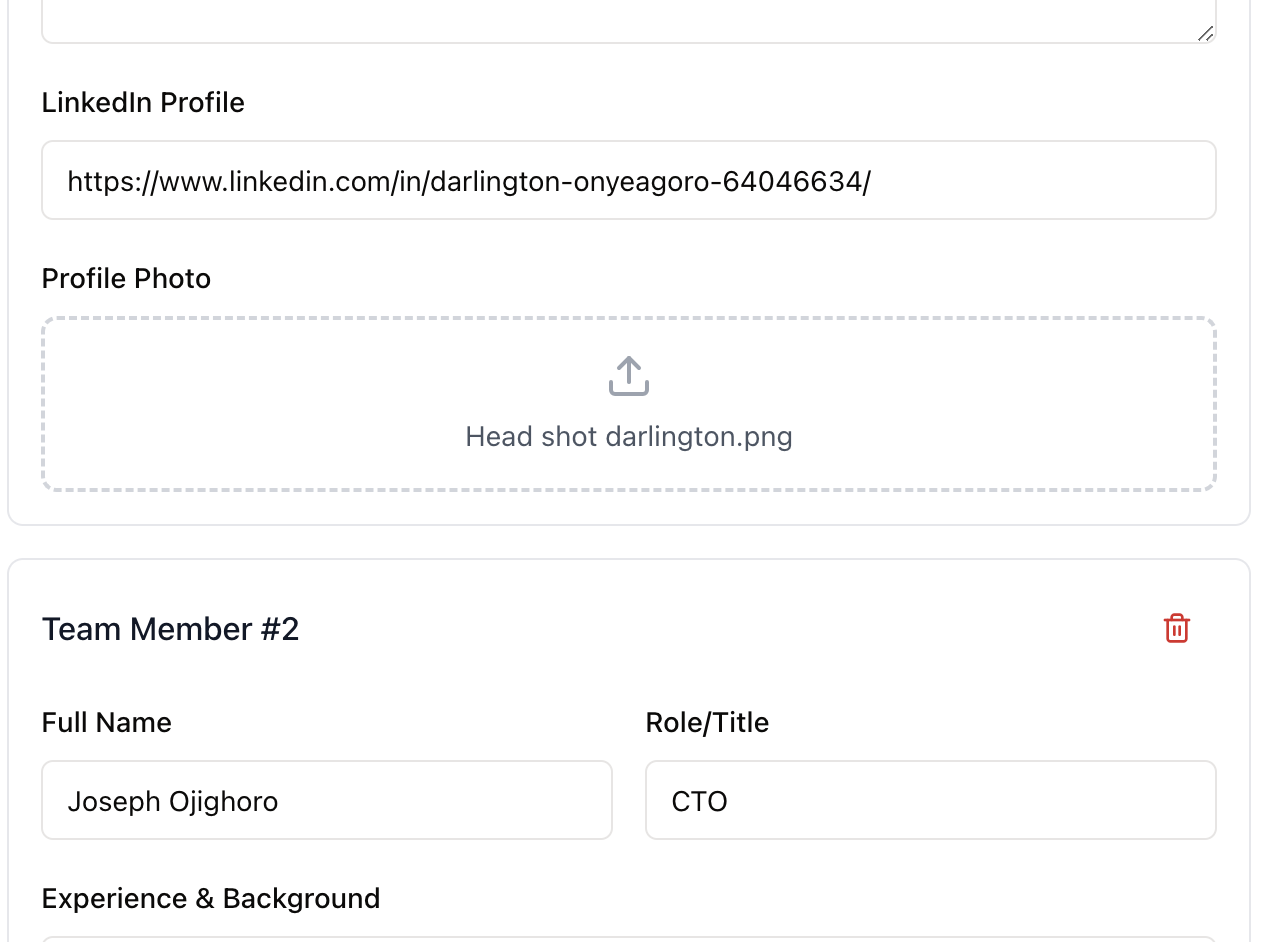 LinkedIn Profile
https://www.linkedin.com/in/darlington-onyeagoro-64046634/
Profile Photo
Head shot darlington.png
Team Member #2
Full Name
Role/Title
Joseph Ojighoro
CTO
Experience & Background